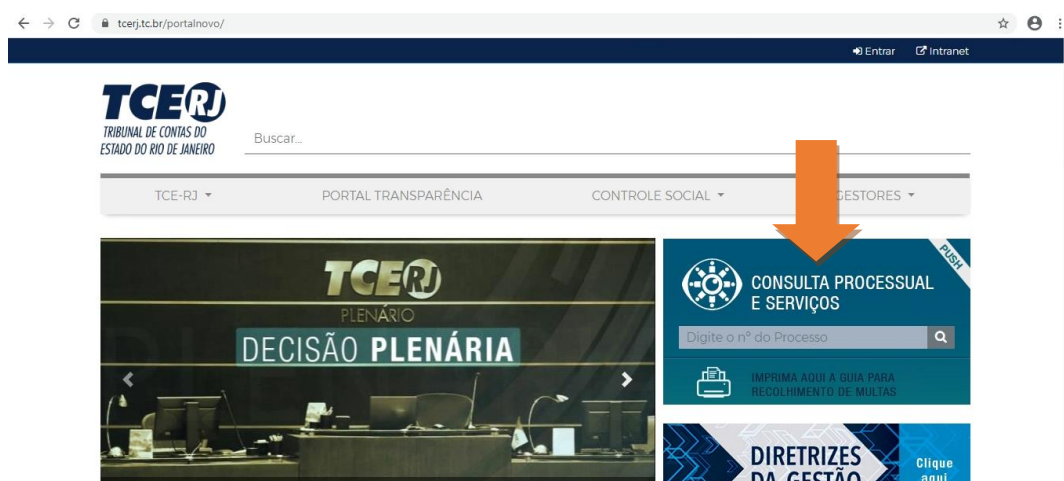 tcerj.tc.br/portalnovo/
Entrar Intranet
TCERJ
TRIBUNAL DE CONTAS DO
ESTADO DO RIO DE JANEIRO
Buscar...
TCE-RJ PORTAL TRANSPARÊNCIA CONTROLE SOCIAL GESTORES
TCERJ
PLENÁRIO
DECISÃO PLENÁRIA
PUSH
CONSULTA PROCESSUAL
E SERVIÇOS
Digite o nº do Processo
IMPRIMA AQUI A GUIA PARA
RECOLHIMENTO DE MULTAS
DIRETRIZES
DA GESTÃO
Clique
aqui